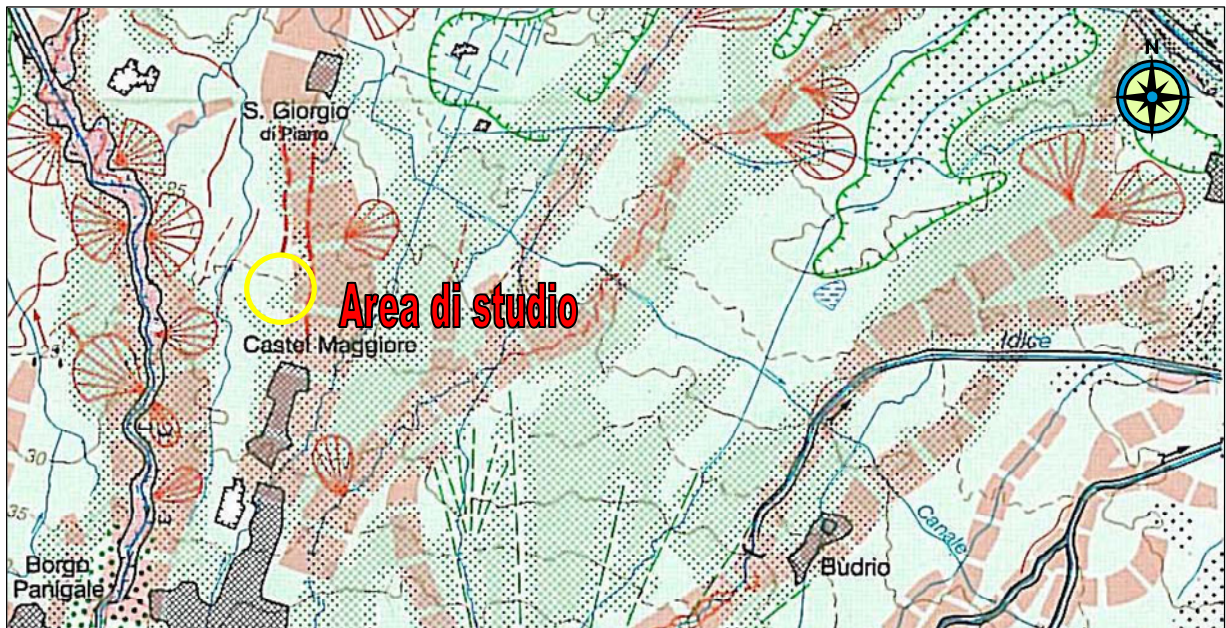 N
S. Giorgio
di Piano
25
Area di studio
Castel Maggiore
Idice
30
35
Canale
Borgo
Panigale
Budrio